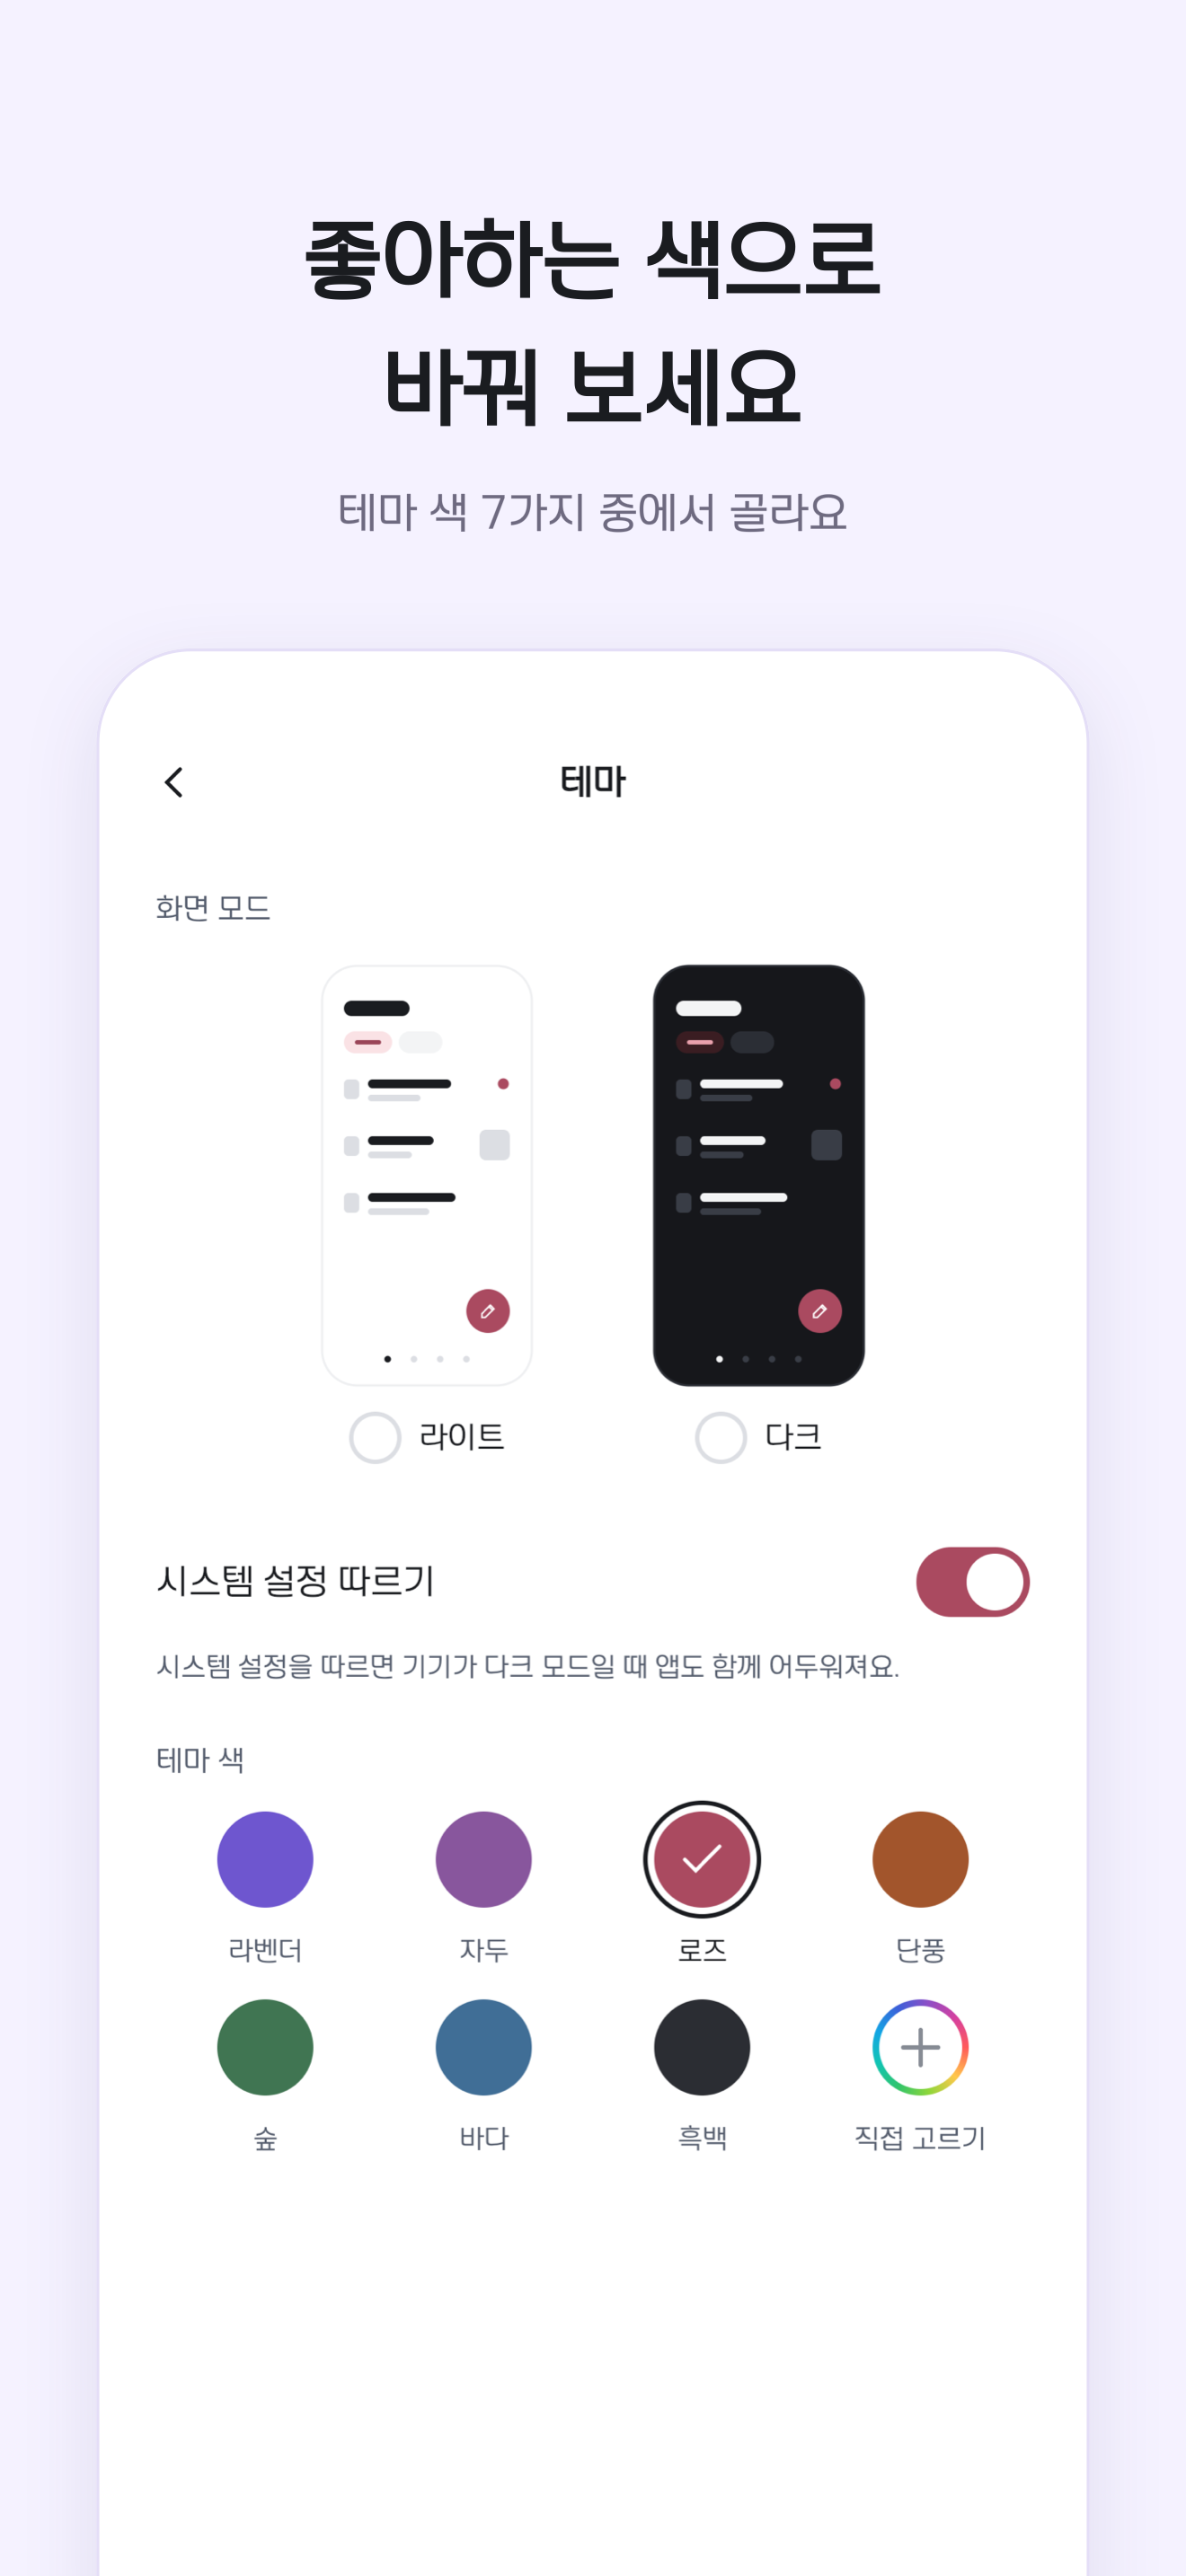 좋아하는 색으로
바꿔 보세요
테마 색 7가지 중에서 골라요
테마
화면 모드
라이트 다크
시스템 설정 따르기
시스템 설정을 따르면 기기가 다크 모드일 때 앱도 함께 어두워져요.
테마 색
라벤더 자두 로즈 단풍
숲 바다 흑백 직접 고르기